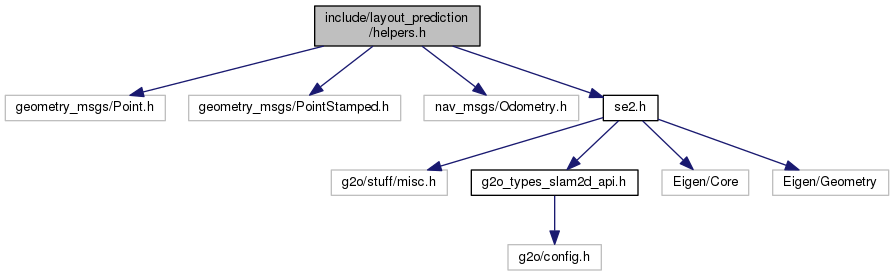 include/layout_prediction
/helpers.h
geometry_msgs/Point.h
geometry_msgs/PointStamped.h
nav_msgs/Odometry.h
se2.h
g2o/stuff/misc.h
g2o_types_slam2d_api.h
Eigen/Core
Eigen/Geometry
g2o/config.h